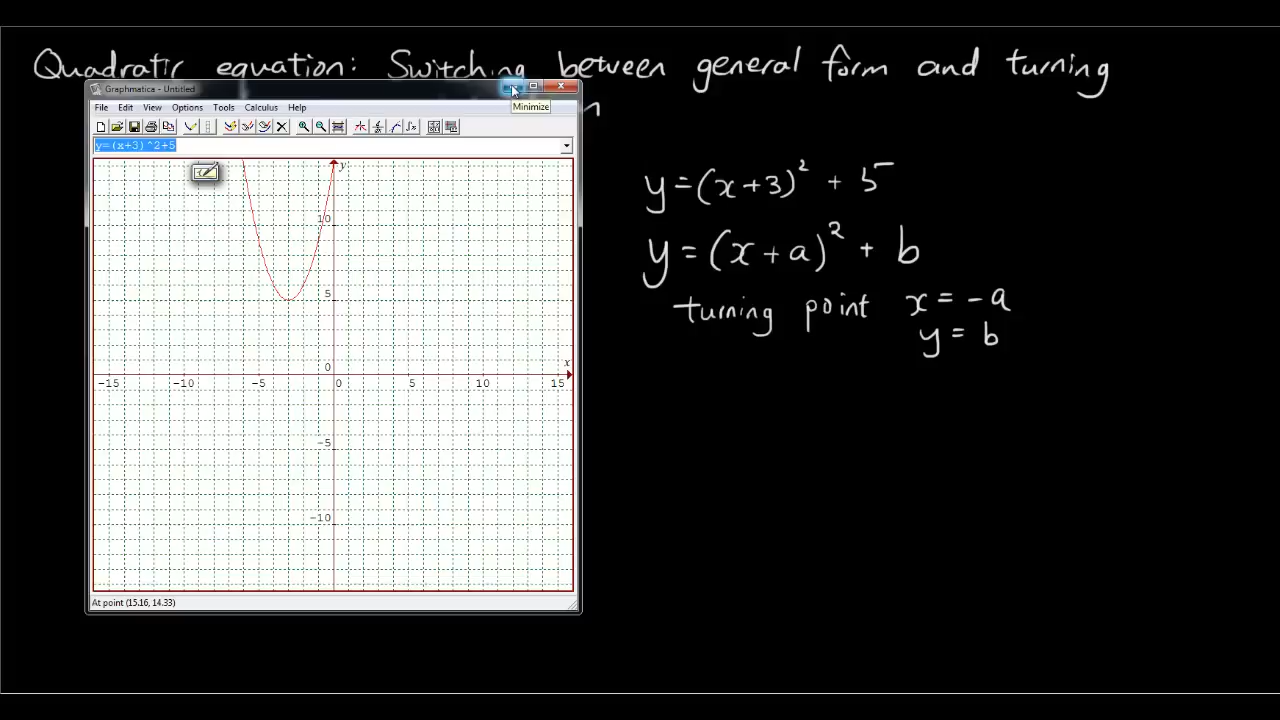 Quadratic equation: Switching between general form and turning
n
Graphmatica - Untitled
Minimize
File Edit View Options Tools Calculus Help
y=(x+3)^2+5
y
10
5
0
x
-15 -10 -5 0 5 10 15
-5
-10
At point (15.16, 14.33)
y = (x+3)² + 5
y = (x + a)² + b
turning point x = -a
y = b